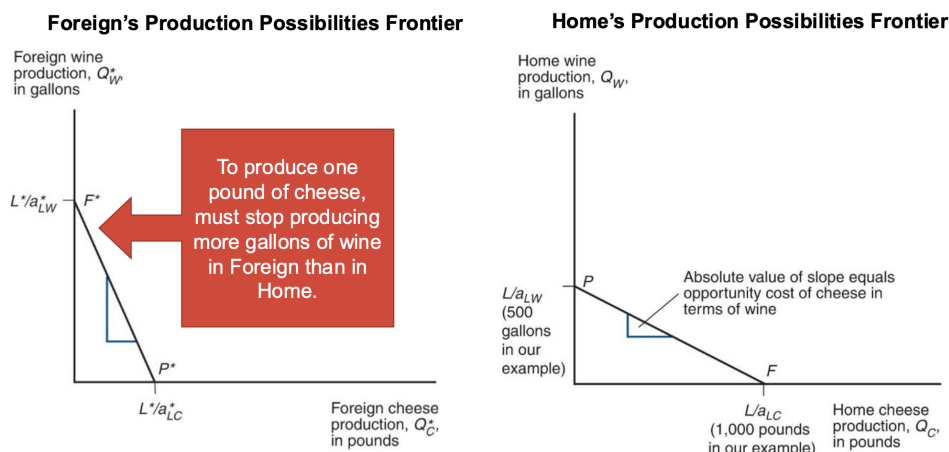 Foreign's Production Possibilities Frontier
Foreign wine
production, Q*W,
in gallons
L*/a*LW
F*
To produce one
pound of cheese,
must stop producing
more gallons of wine
in Foreign than in
Home.
P*
L*/a*LC
Foreign cheese
production, Q*C,
in pounds
Home's Production Possibilities Frontier
Home wine
production, QW,
in gallons
P
Absolute value of slope equals
opportunity cost of cheese in
terms of wine
L/aLW
(500
gallons
in our
example)
F
L/aLC
(1,000 pounds
in our example)
Home cheese
production, QC,
in pounds